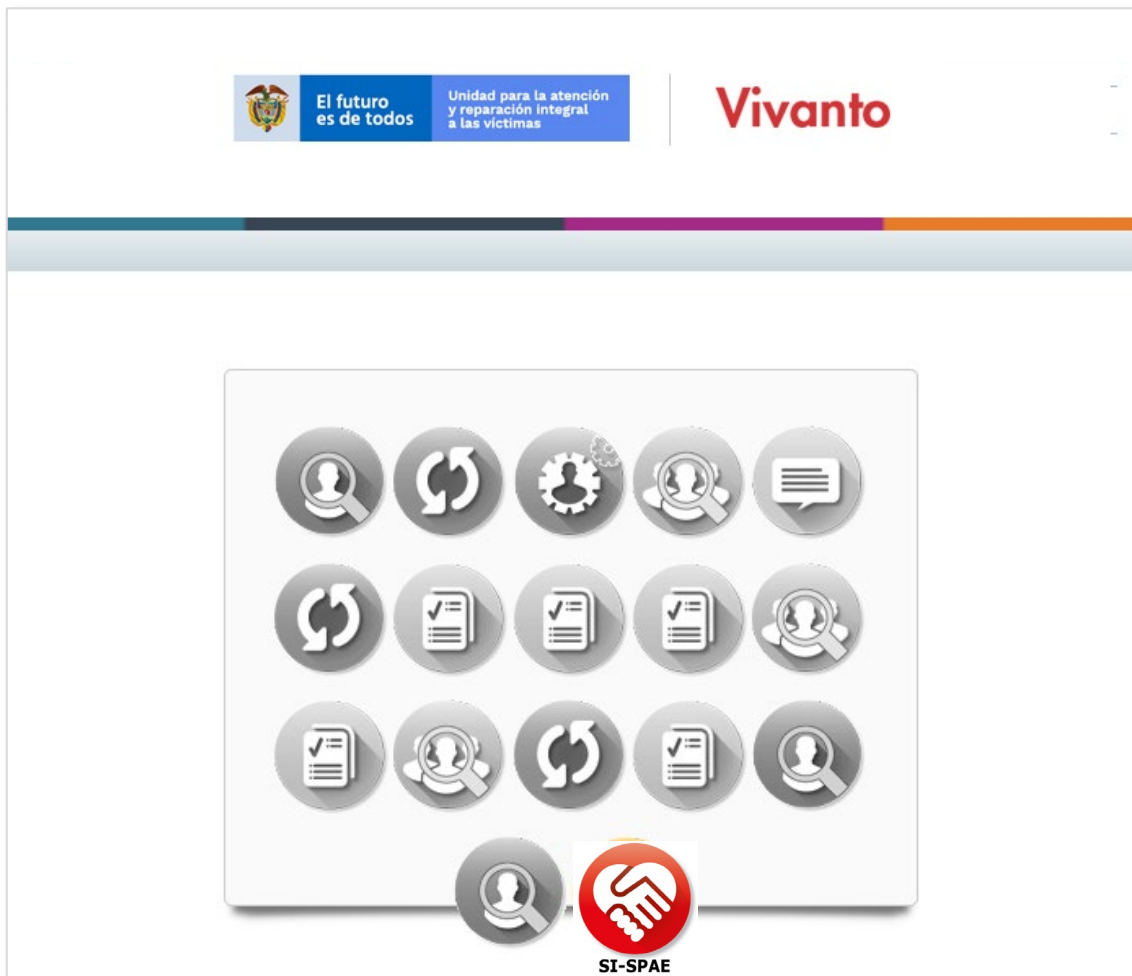 El futuro
es de todos
Unidad para la atención
y reparación integral
a las víctimas
Vivanto
SI-SPAE